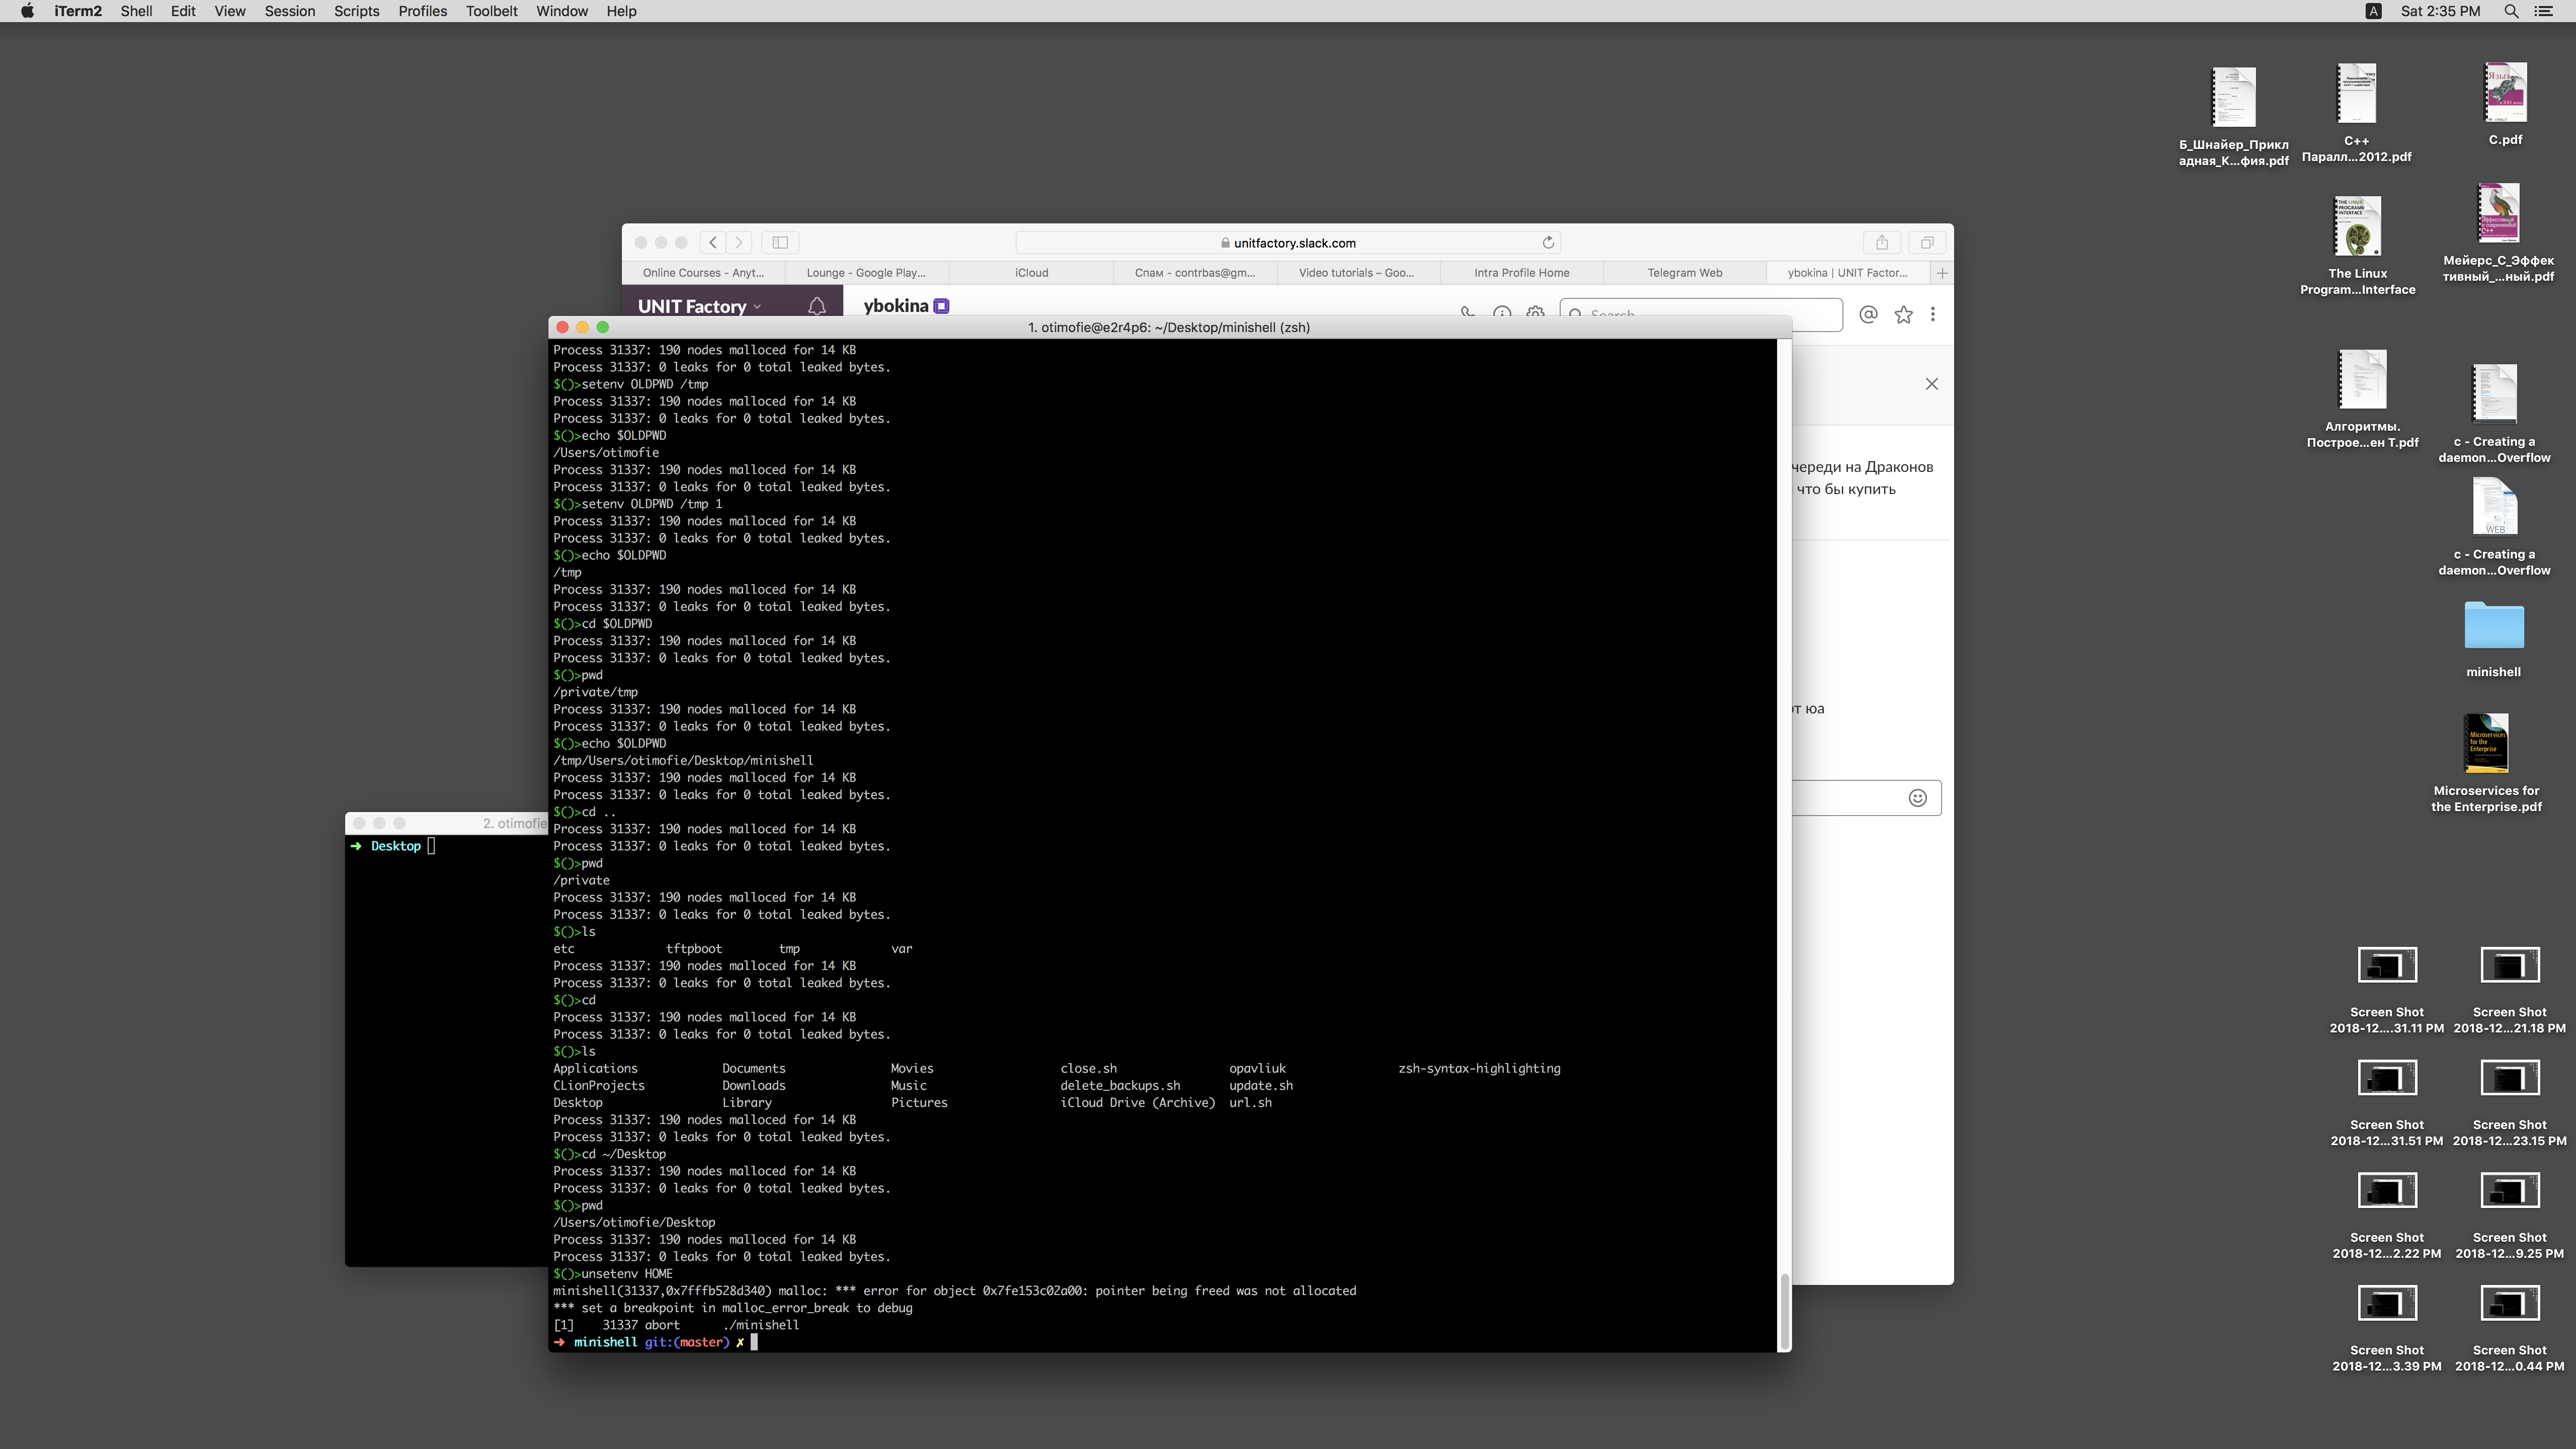 iTerm2 Shell Edit View Session Scripts Profiles Toolbelt Window Help
A Sat 2:35 PM
Б_Шнайер_Прикл
адная_К...фия.pdf
C++
Паралл...2012.pdf
C.pdf
THE LINUX
PROGRAMMING
INTERFACE
The Linux
Program...Interface
Мейерс_С_Эффек
тивный_...ный.pdf
Алгоритмы.
Построе...ен Т.pdf
c - Creating a
daemon...Overflow
WEB
c - Creating a
daemon...Overflow
minishell
Microservices
for the
Enterprise
Microservices for
the Enterprise.pdf
Screen Shot
2018-12....31.11 PM
Screen Shot
2018-12...21.18 PM
Screen Shot
2018-12...31.51 PM
Screen Shot
2018-12...23.15 PM
Screen Shot
2018-12...2.22 PM
Screen Shot
2018-12...9.25 PM
Screen Shot
2018-12...3.39 PM
Screen Shot
2018-12...0.44 PM
unitfactory.slack.com
Online Courses - Anyt...
Lounge - Google Play...
iCloud
Спам - contrbas@gm...
Video tutorials – Goo...
Intra Profile Home
Telegram Web
ybokina | UNIT Factor...
UNIT Factory
ybokina
Search
череди на Драконов
что бы купить
от юа
2. otimofie
➜ Desktop
1. otimofie@e2r4p6: ~/Desktop/minishell (zsh)
Process 31337: 190 nodes malloced for 14 KB
Process 31337: 0 leaks for 0 total leaked bytes.
$()>setenv OLDPWD /tmp
Process 31337: 190 nodes malloced for 14 KB
Process 31337: 0 leaks for 0 total leaked bytes.
$()>echo $OLDPWD
/Users/otimofie
Process 31337: 190 nodes malloced for 14 KB
Process 31337: 0 leaks for 0 total leaked bytes.
$()>setenv OLDPWD /tmp 1
Process 31337: 190 nodes malloced for 14 KB
Process 31337: 0 leaks for 0 total leaked bytes.
$()>echo $OLDPWD
/tmp
Process 31337: 190 nodes malloced for 14 KB
Process 31337: 0 leaks for 0 total leaked bytes.
$()>cd $OLDPWD
Process 31337: 190 nodes malloced for 14 KB
Process 31337: 0 leaks for 0 total leaked bytes.
$()>pwd
/private/tmp
Process 31337: 190 nodes malloced for 14 KB
Process 31337: 0 leaks for 0 total leaked bytes.
$()>echo $OLDPWD
/tmp/Users/otimofie/Desktop/minishell
Process 31337: 190 nodes malloced for 14 KB
Process 31337: 0 leaks for 0 total leaked bytes.
$()>cd ..
Process 31337: 190 nodes malloced for 14 KB
Process 31337: 0 leaks for 0 total leaked bytes.
$()>pwd
/private
Process 31337: 190 nodes malloced for 14 KB
Process 31337: 0 leaks for 0 total leaked bytes.
$()>ls
etc tftpboot tmp var
Process 31337: 190 nodes malloced for 14 KB
Process 31337: 0 leaks for 0 total leaked bytes.
$()>cd
Process 31337: 190 nodes malloced for 14 KB
Process 31337: 0 leaks for 0 total leaked bytes.
$()>ls
Applications Documents Movies close.sh opavliuk zsh-syntax-highlighting
CLionProjects Downloads Music delete_backups.sh update.sh
Desktop Library Pictures iCloud Drive (Archive) url.sh
Process 31337: 190 nodes malloced for 14 KB
Process 31337: 0 leaks for 0 total leaked bytes.
$()>cd ~/Desktop
Process 31337: 190 nodes malloced for 14 KB
Process 31337: 0 leaks for 0 total leaked bytes.
$()>pwd
/Users/otimofie/Desktop
Process 31337: 190 nodes malloced for 14 KB
Process 31337: 0 leaks for 0 total leaked bytes.
$()>unsetenv HOME
minishell(31337,0x7fffb528d340) malloc: *** error for object 0x7fe153c02a00: pointer being freed was not allocated
*** set a breakpoint in malloc_error_break to debug
[1] 31337 abort ./minishell
➜ minishell git:(master) ✗